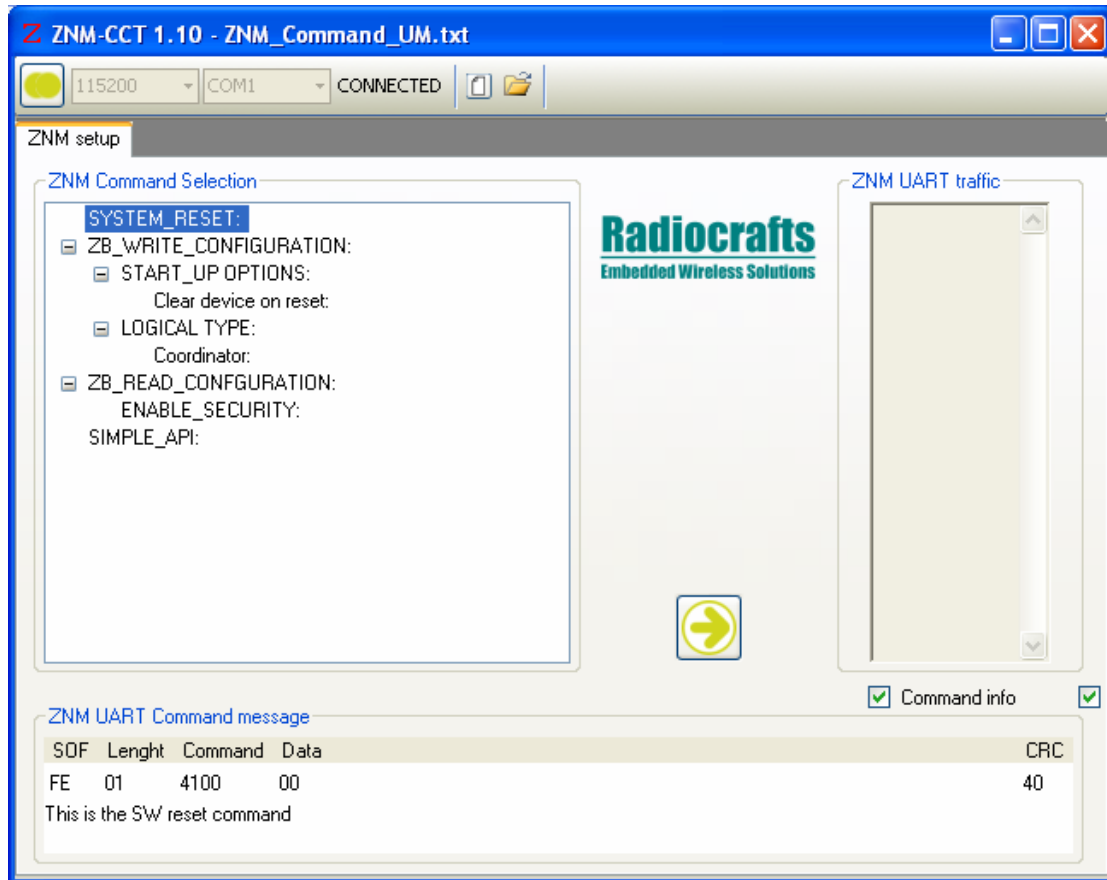 Z ZNM-CCT 1.10 - ZNM_Command_UM.txt
115200 COM1 CONNECTED
ZNM setup
ZNM Command Selection
SYSTEM_RESET:
ZB_WRITE_CONFIGURATION:
START_UP OPTIONS:
Clear device on reset:
LOGICAL TYPE:
Coordinator:
ZB_READ_CONFGURATION:
ENABLE_SECURITY:
SIMPLE_API:
Radiocrafts
Embedded Wireless Solutions
ZNM UART traffic
Command info
ZNM UART Command message
SOF Lenght Command Data CRC
FE 01 4100 00 40
This is the SW reset command